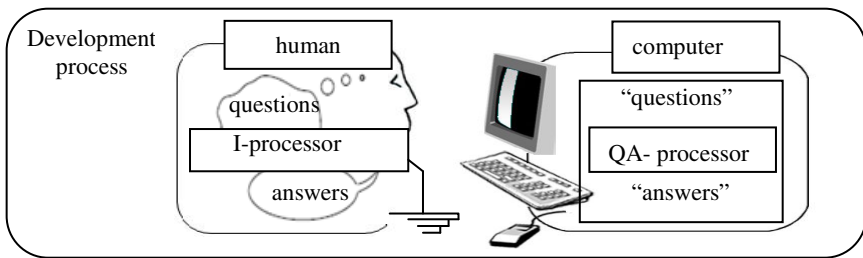 Development
process
human
questions
I-processor
answers
computer
“questions”
QA- processor
“answers”